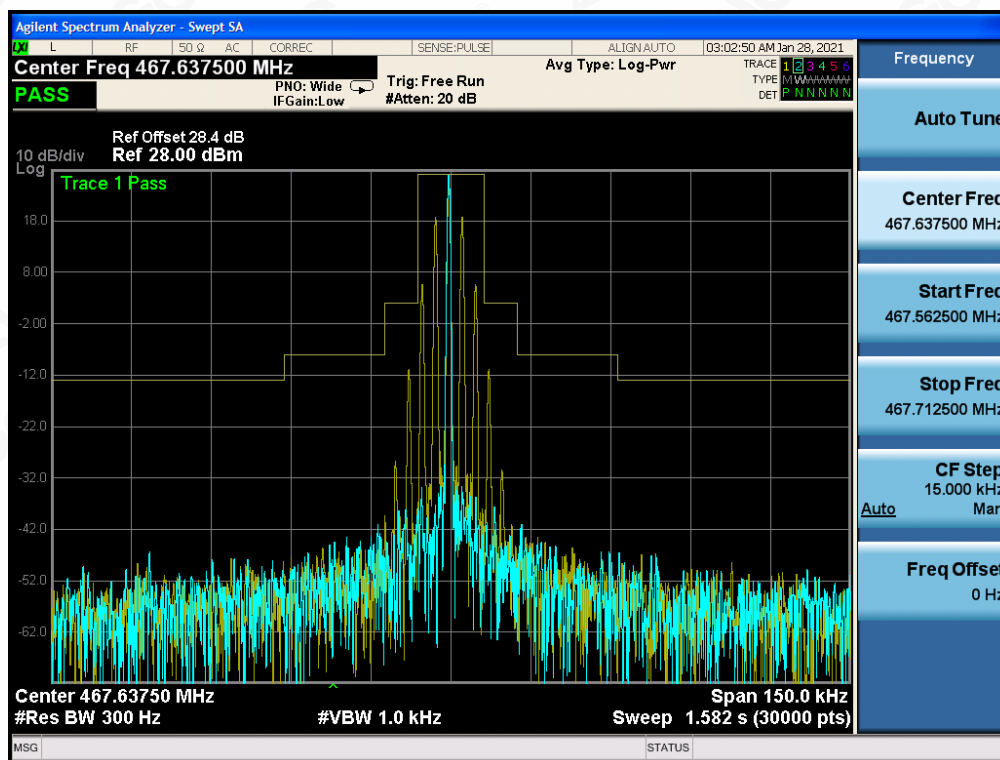 Agilent Spectrum Analyzer - Swept SA
LXI L RF 50 Ω AC CORREC SENSE:PULSE ALIGN AUTO 03:02:50 AM Jan 28, 2021
Center Freq 467.637500 MHz
PASS
PNO: Wide
IFGain:Low
Trig: Free Run
#Atten: 20 dB
Avg Type: Log-Pwr
TRACE 1 2 3 4 5 6
TYPE M WWWWW
DET P N N N N N
Ref Offset 28.4 dB
10 dB/div Ref 28.00 dBm
Log
Trace 1 Pass
18.0
8.00
-2.00
-12.0
-22.0
-32.0
-42.0
-52.0
-62.0
Center 467.63750 MHz Span 150.0 kHz
#Res BW 300 Hz #VBW 1.0 kHz Sweep 1.582 s (30000 pts)
MSG STATUS
Frequency
Auto Tune
Center Freq
467.637500 MHz
Start Freq
467.562500 MHz
Stop Freq
467.712500 MHz
CF Step
15.000 kHz
Auto Man
Freq Offset
0 Hz